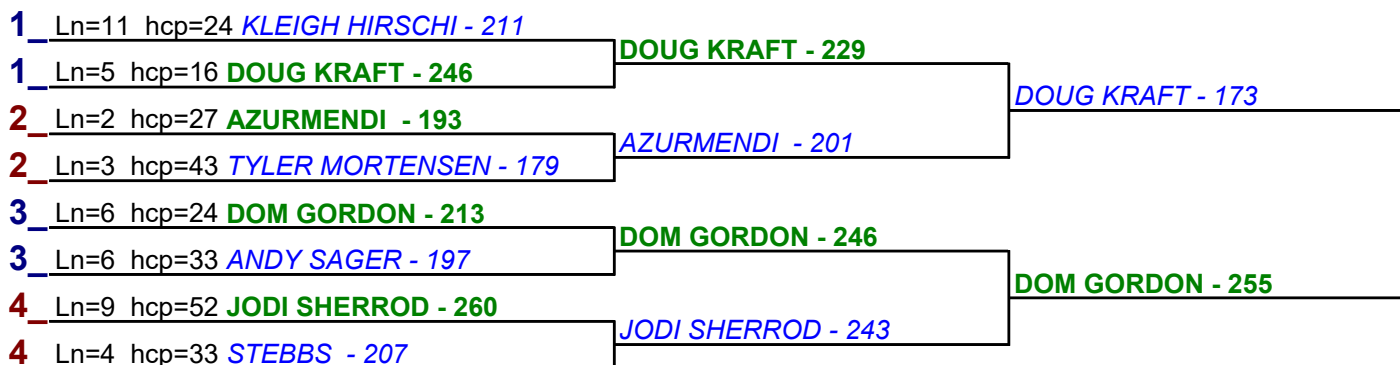 1_ Ln=11 hcp=24 KLEIGH HIRSCHI - 211
DOUG KRAFT - 229
1_ Ln=5 hcp=16 DOUG KRAFT - 246
DOUG KRAFT - 173
2_ Ln=2 hcp=27 AZURMENDI - 193
AZURMENDI - 201
2_ Ln=3 hcp=43 TYLER MORTENSEN - 179
3_ Ln=6 hcp=24 DOM GORDON - 213
DOM GORDON - 246
3_ Ln=6 hcp=33 ANDY SAGER - 197
DOM GORDON - 255
4_ Ln=9 hcp=52 JODI SHERROD - 260
JODI SHERROD - 243
4 Ln=4 hcp=33 STEBBS - 207